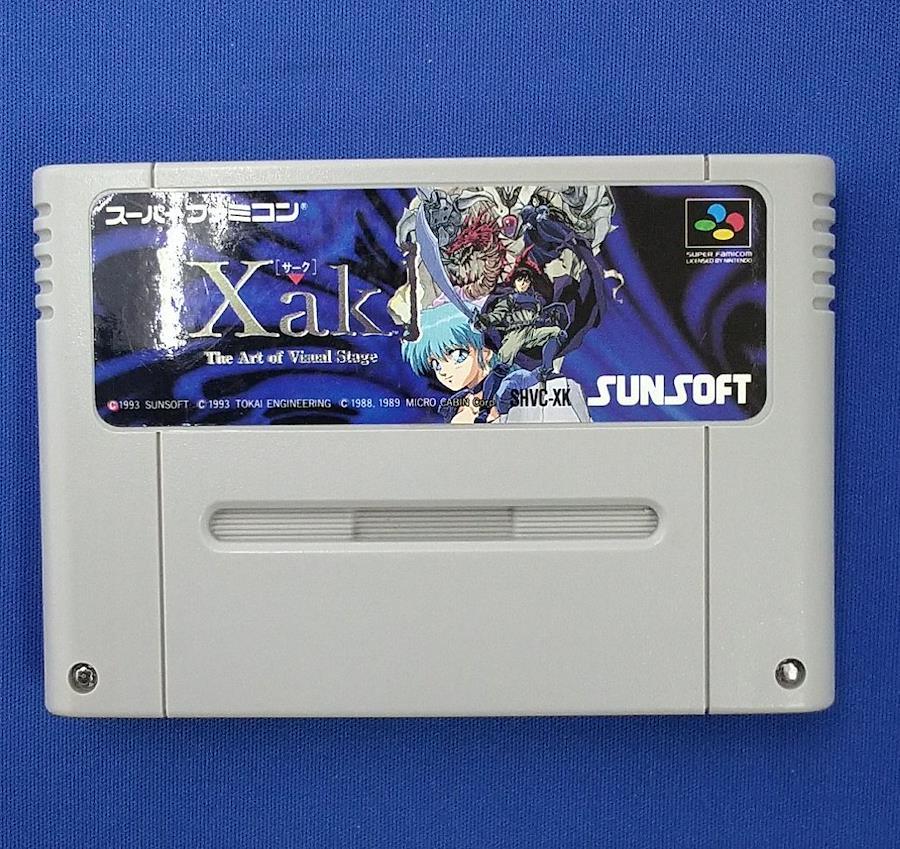 スーパーファミコン®
SUPER FAMICOM
LICENSED BY NINTENDO
[サーク]
Xak
The Art of Visual Stage
©1993 SUNSOFT ©1993 TOKAI ENGINEERING ©1988, 1989 MICRO CABIN Corp.
SHVC-XK
SUNSOFT